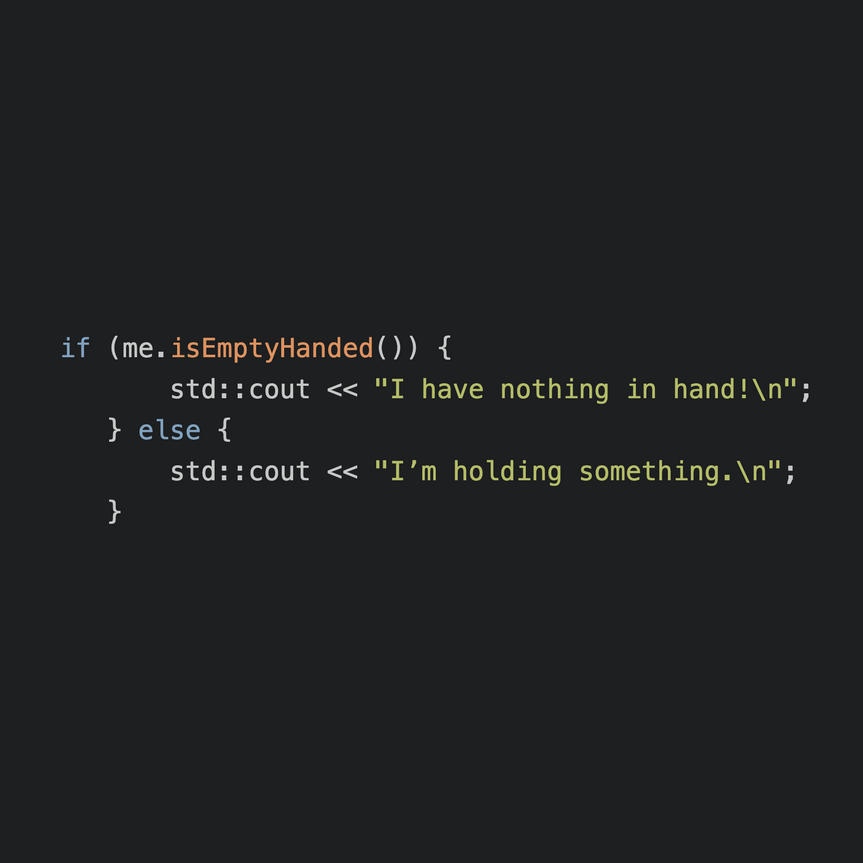 if (me.isEmptyHanded()) {
std::cout << "I have nothing in hand!\n";
} else {
std::cout << "I’m holding something.\n";
}